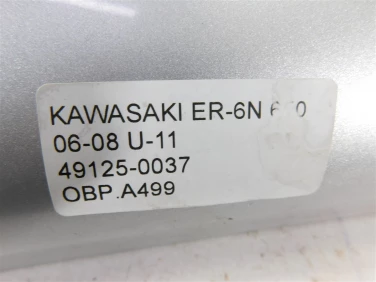 KAWASAKI ER-6N
06-08 U-11
49125-0037
OBP.A499